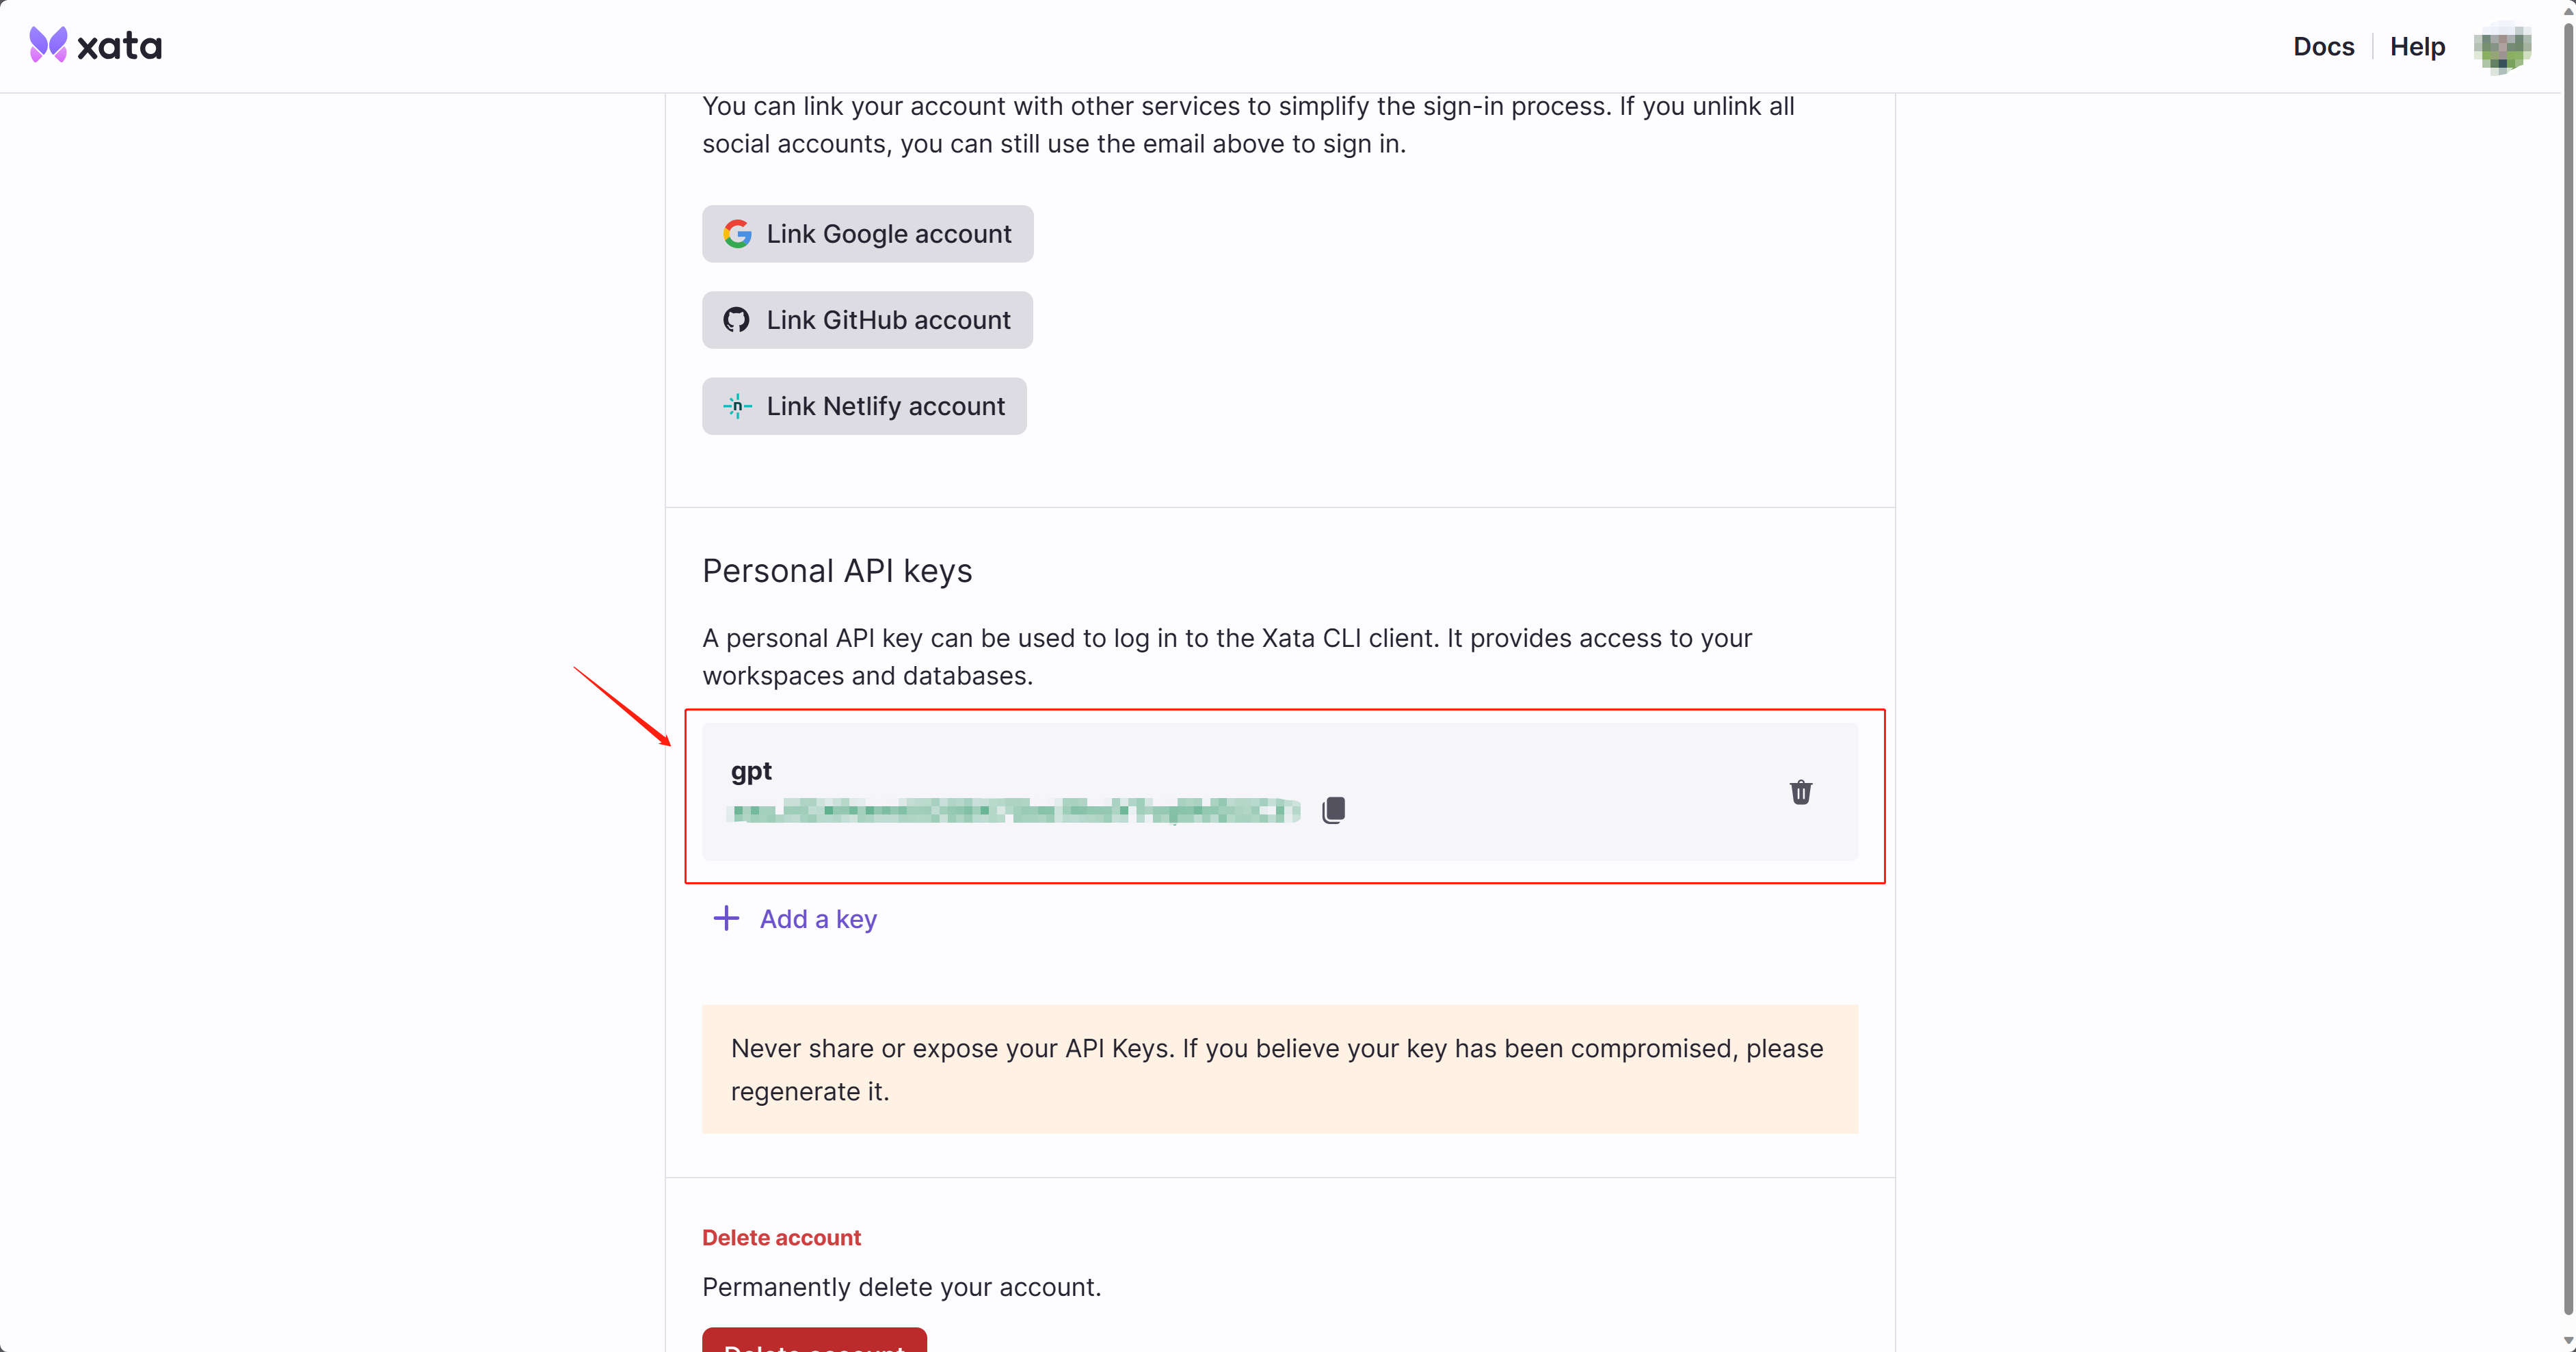 xata
Docs
Help
You can link your account with other services to simplify the sign-in process. If you unlink all
social accounts, you can still use the email above to sign in.
Link Google account
Link GitHub account
Link Netlify account
Personal API keys
A personal API key can be used to log in to the Xata CLI client. It provides access to your
workspaces and databases.
gpt
Add a key
Never share or expose your API Keys. If you believe your key has been compromised, please
regenerate it.
Delete account
Permanently delete your account.
Delete account